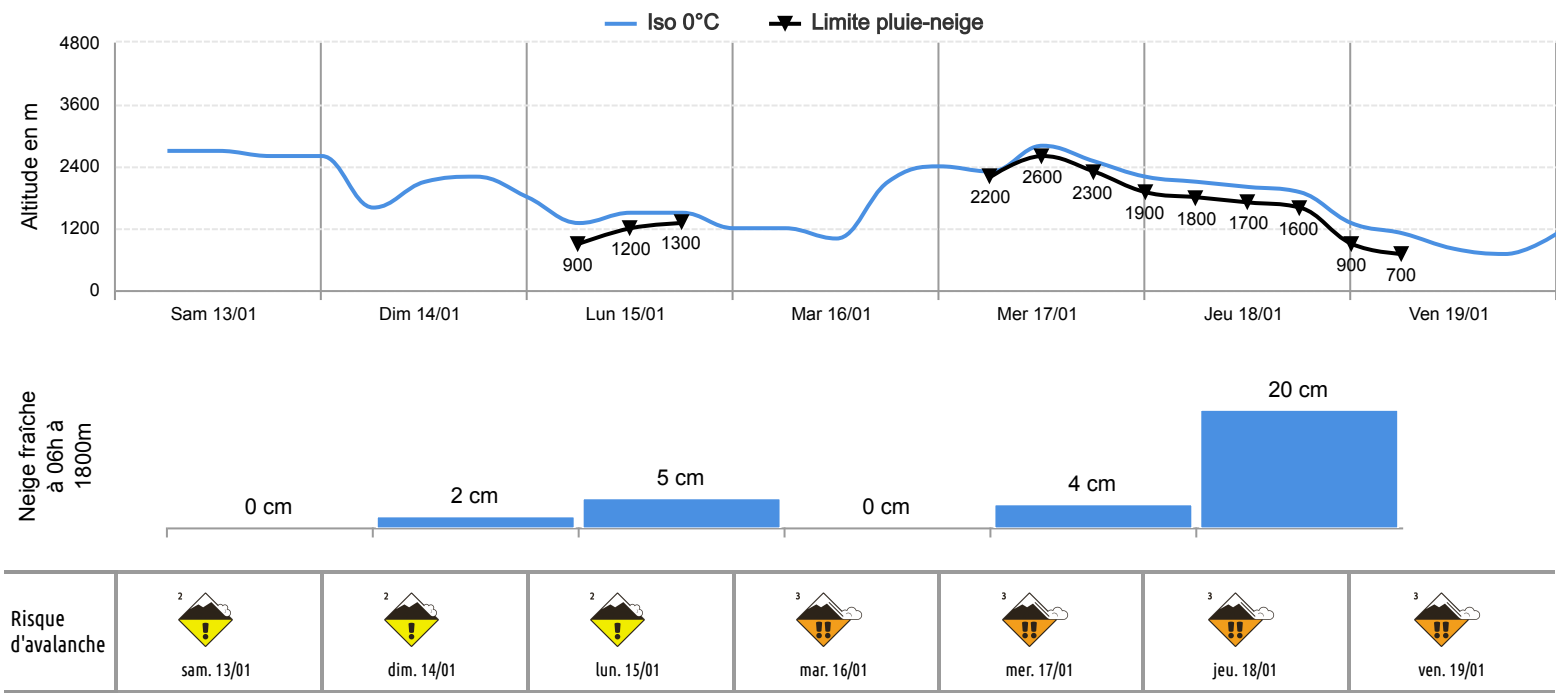 Iso 0°C Limite pluie-neige
Altitude en m
4800
3600
2400
1200
0
900 1200 1300 2200 2600 2300 1900 1800 1700 1600 900 700
Sam 13/01 Dim 14/01 Lun 15/01 Mar 16/01 Mer 17/01 Jeu 18/01 Ven 19/01
Neige fraîche
à 06h à
1800m
0 cm 2 cm 5 cm 0 cm 4 cm 20 cm
Risque
d'avalanche
2 2 2 3 3 3 3
! ! ! !! !! !! !!
sam. 13/01 dim. 14/01 lun. 15/01 mar. 16/01 mer. 17/01 jeu. 18/01 ven. 19/01